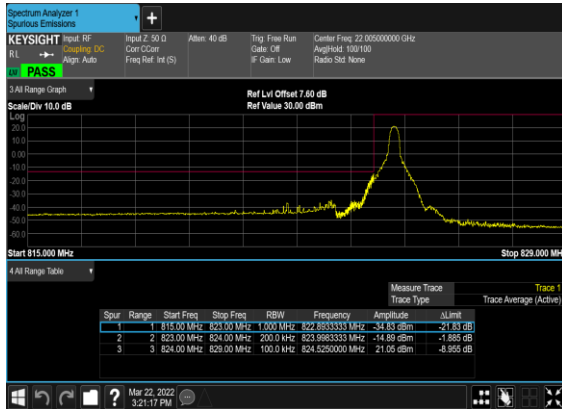 Spectrum Analyzer 1
Spurious Emissions
+
KEYSIGHT
RL
Input: RF
Coupling: DC
Align: Auto
Input Z: 50 Ω
Corr CCorr
Freq Ref: Int (S)
Atten: 40 dB
Trig: Free Run
Gate: Off
IF Gain: Low
Center Freq: 22.005000000 GHz
Avg|Hold: 100/100
Radio Std: None
PASS
3 All Range Graph
Scale/Div 10.0 dB
Ref Lvl Offset 7.60 dB
Ref Value 30.00 dBm
Log
20.0
10.0
0.00
-10.0
-20.0
-30.0
-40.0
-50.0
-60.0
Start 815.000 MHz
Stop 829.000 MH
4 All Range Table
Measure Trace Trace 1
Trace Type Trace Average (Active)
Spur Range Start Freq Stop Freq RBW Frequency Amplitude ΔLimit
1 1 815.00 MHz 823.00 MHz 1.000 MHz 822.8933333 MHz -34.83 dBm -21.83 dB
2 2 823.00 MHz 824.00 MHz 200.0 kHz 823.9983333 MHz -14.89 dBm -1.885 dB
3 3 824.00 MHz 829.00 MHz 100.0 kHz 824.5250000 MHz 21.05 dBm -8.955 dB
?
Mar 22, 2022
3:21:17 PM